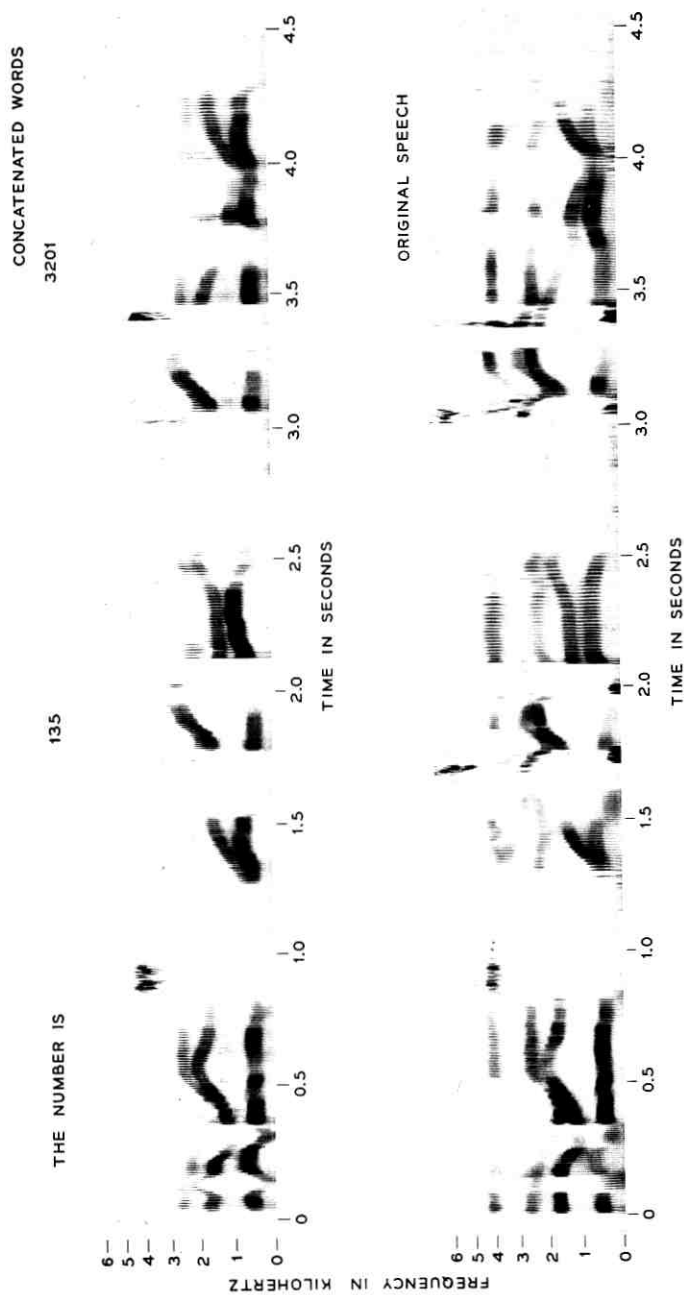 CONCATENATED WORDS
THE NUMBER IS 135 3201
6
5
4
3
2
1
0
0 0.5 1.0 1.5 2.0 2.5 3.0 3.5 4.0 4.5
TIME IN SECONDS
FREQUENCY IN KILOHERTZ
ORIGINAL SPEECH
6
5
4
3
2
1
0
0 0.5 1.0 1.5 2.0 2.5 3.0 3.5 4.0 4.5
TIME IN SECONDS